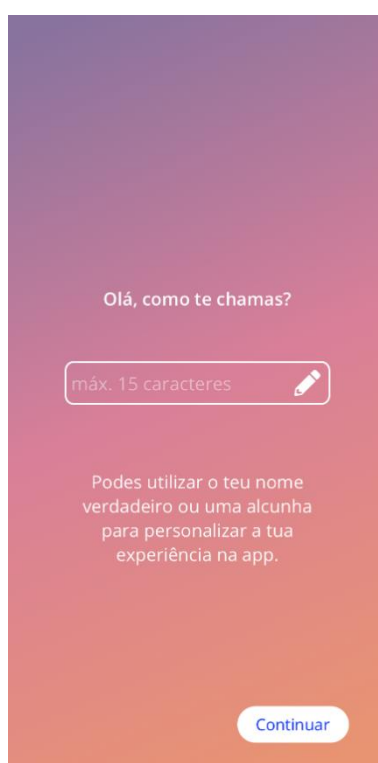 Olá, como te chamas?
máx. 15 caracteres
Podes utilizar o teu nome
verdadeiro ou uma alcunha
para personalizar a tua
experiência na app.
Continuar